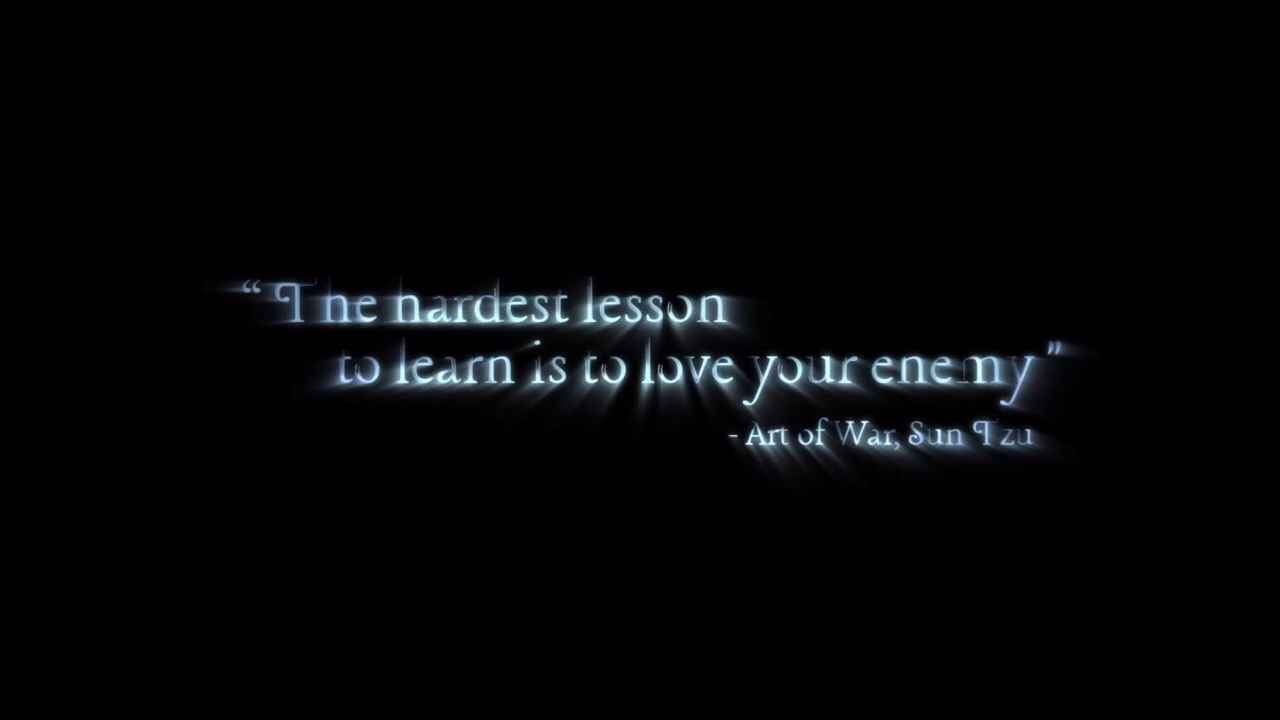 “The hardest lesson
to learn is to love your enemy”
- Art of War, Sun Tzu